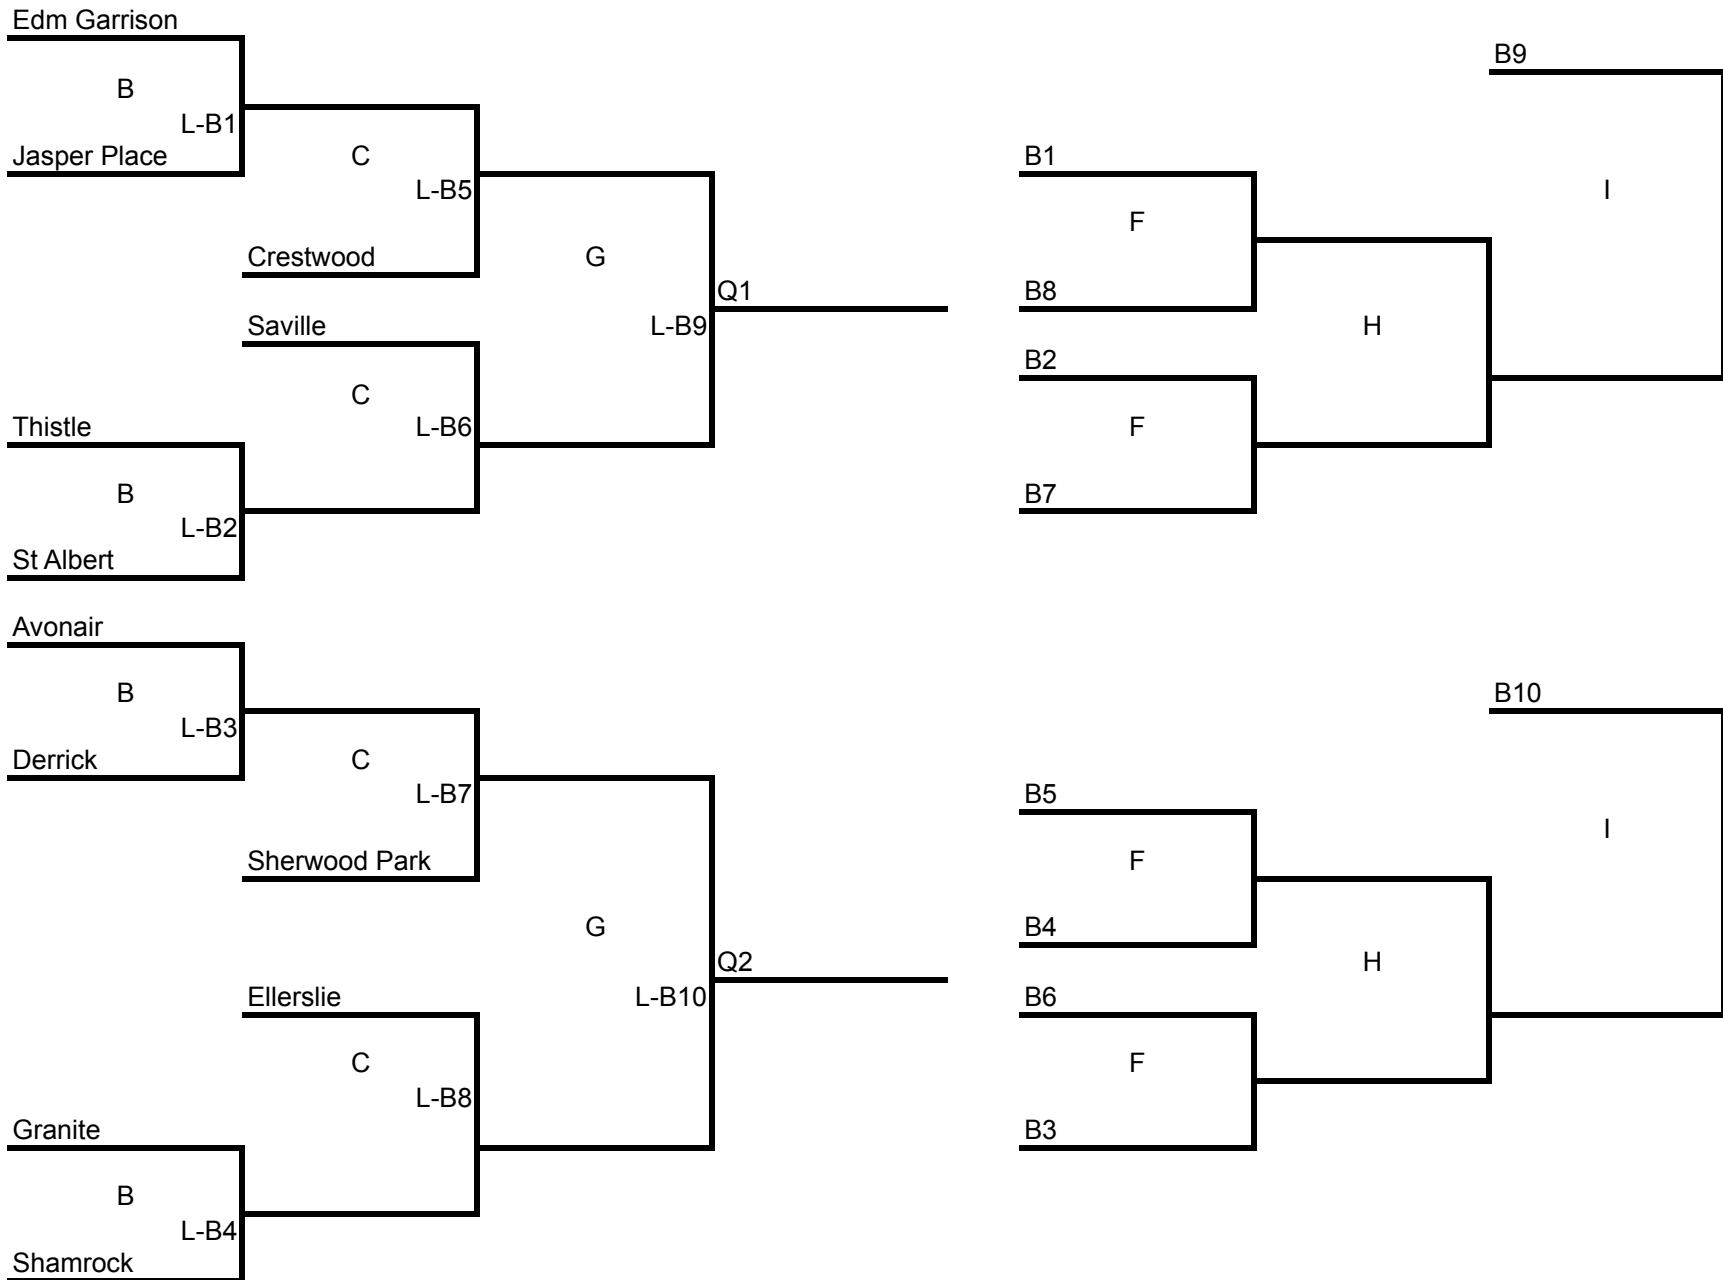 Edm Garrison
B
L-B1
Jasper Place
C
L-B5
Crestwood
G
Saville
Q1
L-B9
C
L-B6
Thistle
B
L-B2
St Albert
Avonair
B
L-B3
Derrick
C
L-B7
Sherwood Park
G
Q2
L-B10
Ellerslie
C
L-B8
Granite
B
L-B4
Shamrock
B9
B1
I
F
B8
H
B2
F
B7
B10
B5
I
F
B4
H
B6
F
B3